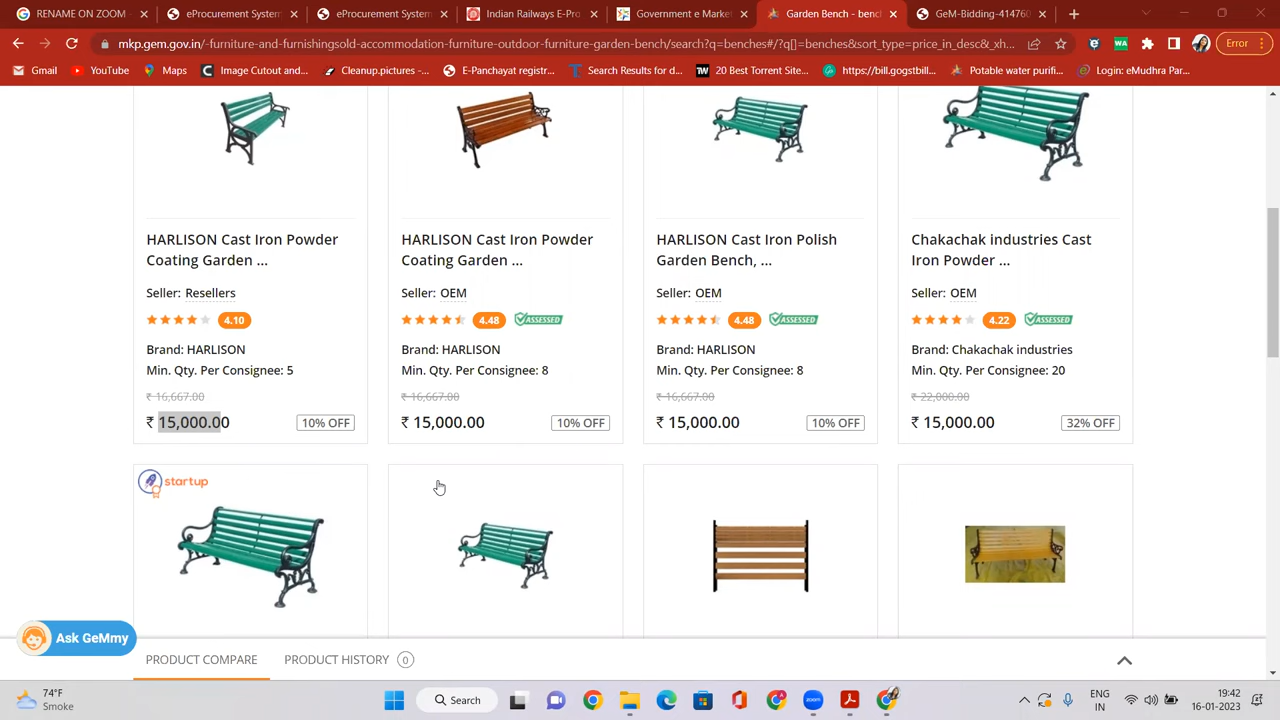 RENAME ON ZOOM -
eProcurement System
eProcurement System
Indian Railways E-Pro
Government e Market
Garden Bench - benc
GeM-Bidding-414760
mkp.gem.gov.in/-furniture-and-furnishingsold-accommodation-furniture-outdoor-furniture-garden-bench/search?q=benches#/?q[]=benches&sort_type=price_in_desc&_xh...
WA
Error
Gmail
YouTube
Maps
Image Cutout and...
Cleanup.pictures -...
E-Panchayat registr...
Search Results for d...
TW
20 Best Torrent Site...
https://bill.gogstbill...
Potable water purifi...
Login: eMudhra Par...
HARLISON Cast Iron Powder
Coating Garden ...
Seller: Resellers
4.10
Brand: HARLISON
Min. Qty. Per Consignee: 5
₹ 16,667.00
₹ 15,000.00
10% OFF
HARLISON Cast Iron Powder
Coating Garden ...
Seller: OEM
4.48
ASSESSED
Brand: HARLISON
Min. Qty. Per Consignee: 8
₹ 16,667.00
₹ 15,000.00
10% OFF
HARLISON Cast Iron Polish
Garden Bench, ...
Seller: OEM
4.48
ASSESSED
Brand: HARLISON
Min. Qty. Per Consignee: 8
₹ 16,667.00
₹ 15,000.00
10% OFF
Chakachak industries Cast
Iron Powder ...
Seller: OEM
4.22
ASSESSED
Brand: Chakachak industries
Min. Qty. Per Consignee: 20
₹ 22,000.00
₹ 15,000.00
32% OFF
startup
Ask GeMmy
PRODUCT COMPARE
PRODUCT HISTORY 0
74°F
Smoke
Search
zoom
ENG
IN
19:42
16-01-2023